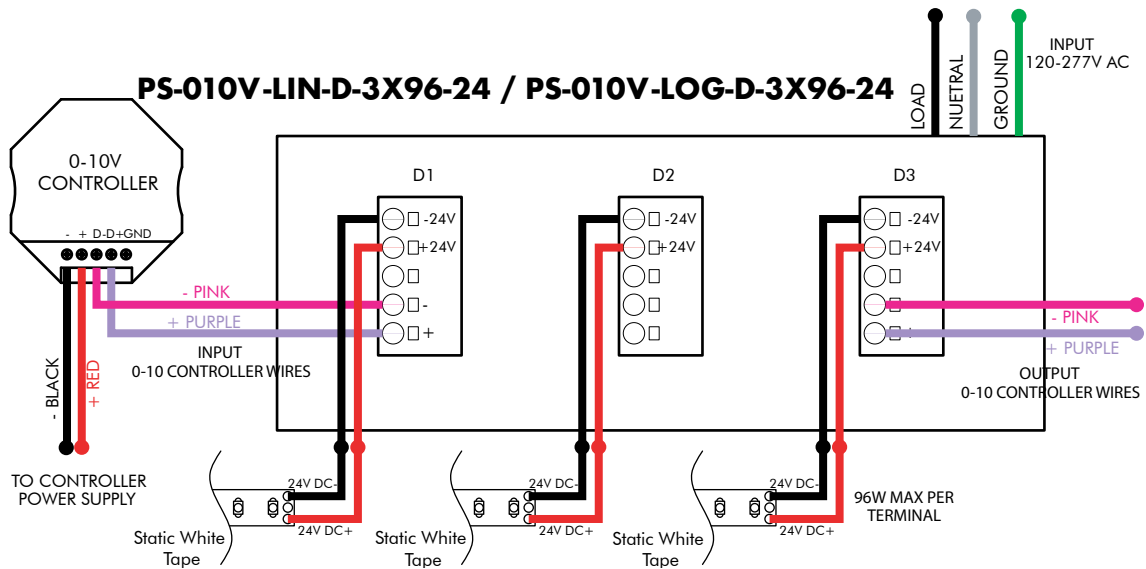 PS-010V-LIN-D-3X96-24 / PS-010V-LOG-D-3X96-24
LOAD
NUETRAL
GROUND
INPUT
120-277V AC
0-10V
CONTROLLER
- + D-D+GND
D1
-24V
+24V
-
+
D2
-24V
+24V
D3
-24V
+24V
- PINK
+ PURPLE
INPUT
0-10 CONTROLLER WIRES
- PINK
+ PURPLE
OUTPUT
0-10 CONTROLLER WIRES
- BLACK
+ RED
TO CONTROLLER
POWER SUPPLY
24V DC-
24V DC+
Static White
Tape
24V DC-
24V DC+
Static White
Tape
24V DC-
24V DC+
Static White
Tape
96W MAX PER
TERMINAL